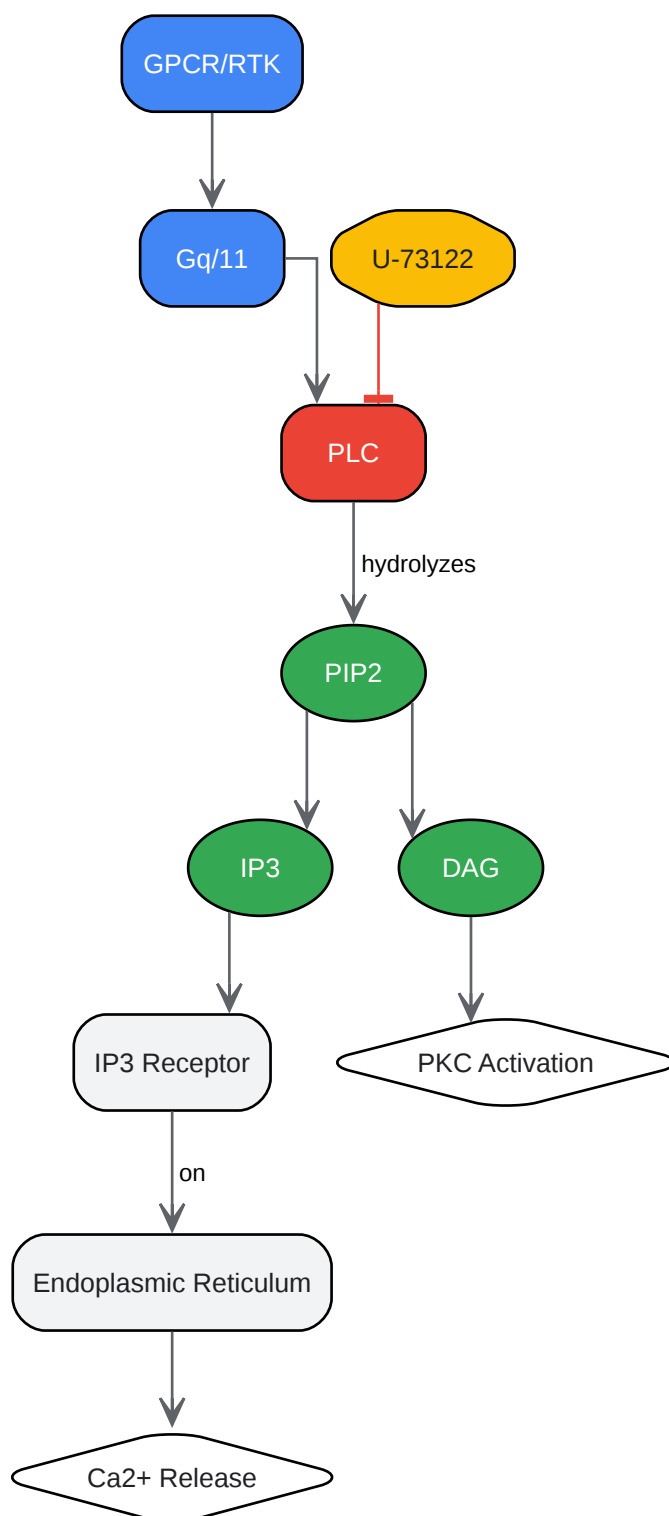 GPCR/RTK
Gq/11
U-73122
PLC
hydrolyzes
PIP2
IP3
DAG
IP3 Receptor
PKC Activation
on
Endoplasmic Reticulum
Ca2+ Release